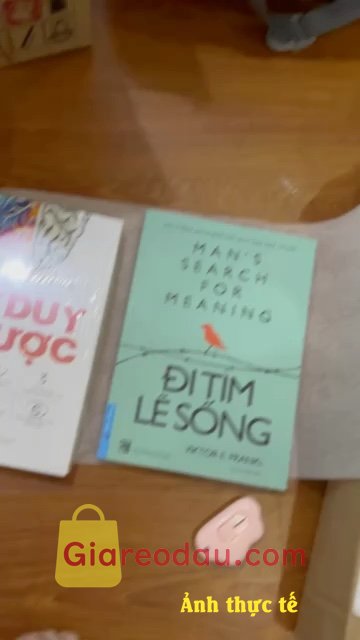 DUY
ƯỢC
MAN'S
SEARCH
FOR
MEANING
ĐI TÌM
LẼ SỐNG
VIKTOR E. FRANKL
Giareodau.com
Ảnh thực tế